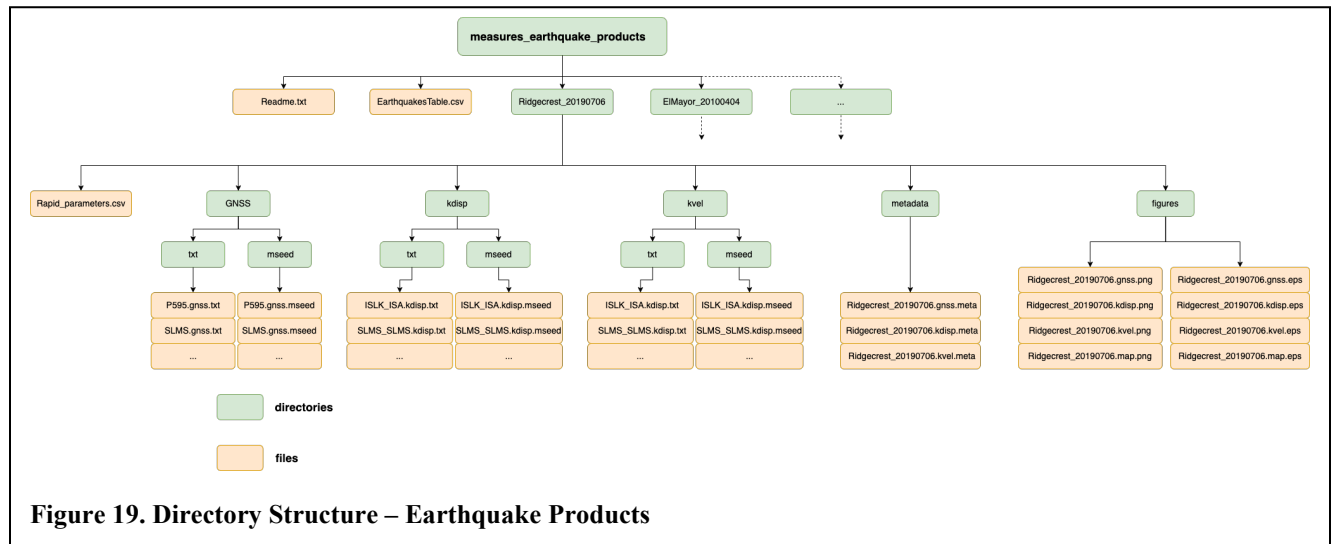 measures_earthquake_products
Readme.txt
EarthquakesTable.csv
Ridgecrest_20190706
ElMayor_20100404
...
Rapid_parameters.csv
GNSS
kdisp
kvel
metadata
figures
txt
mseed
txt
mseed
txt
mseed
P595.gnss.txt
SLMS.gnss.txt
...
P595.gnss.mseed
SLMS.gnss.mseed
...
ISLK_ISA.kdisp.txt
SLMS_SLMS.kdisp.txt
...
ISLK_ISA.kdisp.mseed
SLMS_SLMS.kdisp.mseed
...
ISLK_ISA.kdisp.txt
SLMS_SLMS.kdisp.txt
...
ISLK_ISA.kdisp.mseed
SLMS_SLMS.kdisp.mseed
...
Ridgecrest_20190706.gnss.meta
Ridgecrest_20190706.kdisp.meta
Ridgecrest_20190706.kvel.meta
Ridgecrest_20190706.gnss.png
Ridgecrest_20190706.kdisp.png
Ridgecrest_20190706.kvel.png
Ridgecrest_20190706.map.png
Ridgecrest_20190706.gnss.eps
Ridgecrest_20190706.kdisp.eps
Ridgecrest_20190706.kvel.eps
Ridgecrest_20190706.map.eps
directories
files
Figure 19. Directory Structure – Earthquake Products